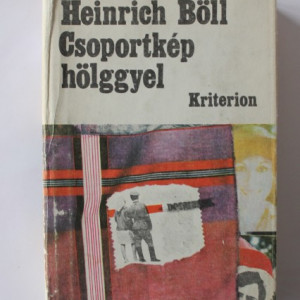 Heinrich Böll
Csoportkép
hölggyel
Kriterion